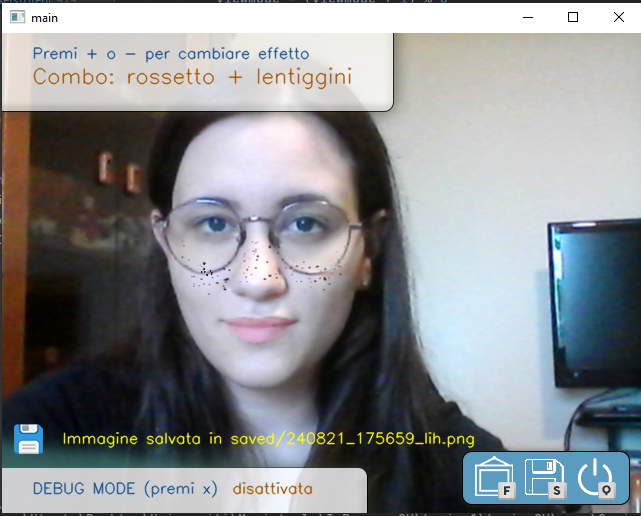 main
Premi + o - per cambiare effetto
Combo: rossetto + lentiggini
Immagine salvata in saved/240821_175659_lih.png
DEBUG MODE (premi x) disattivata
F S Q